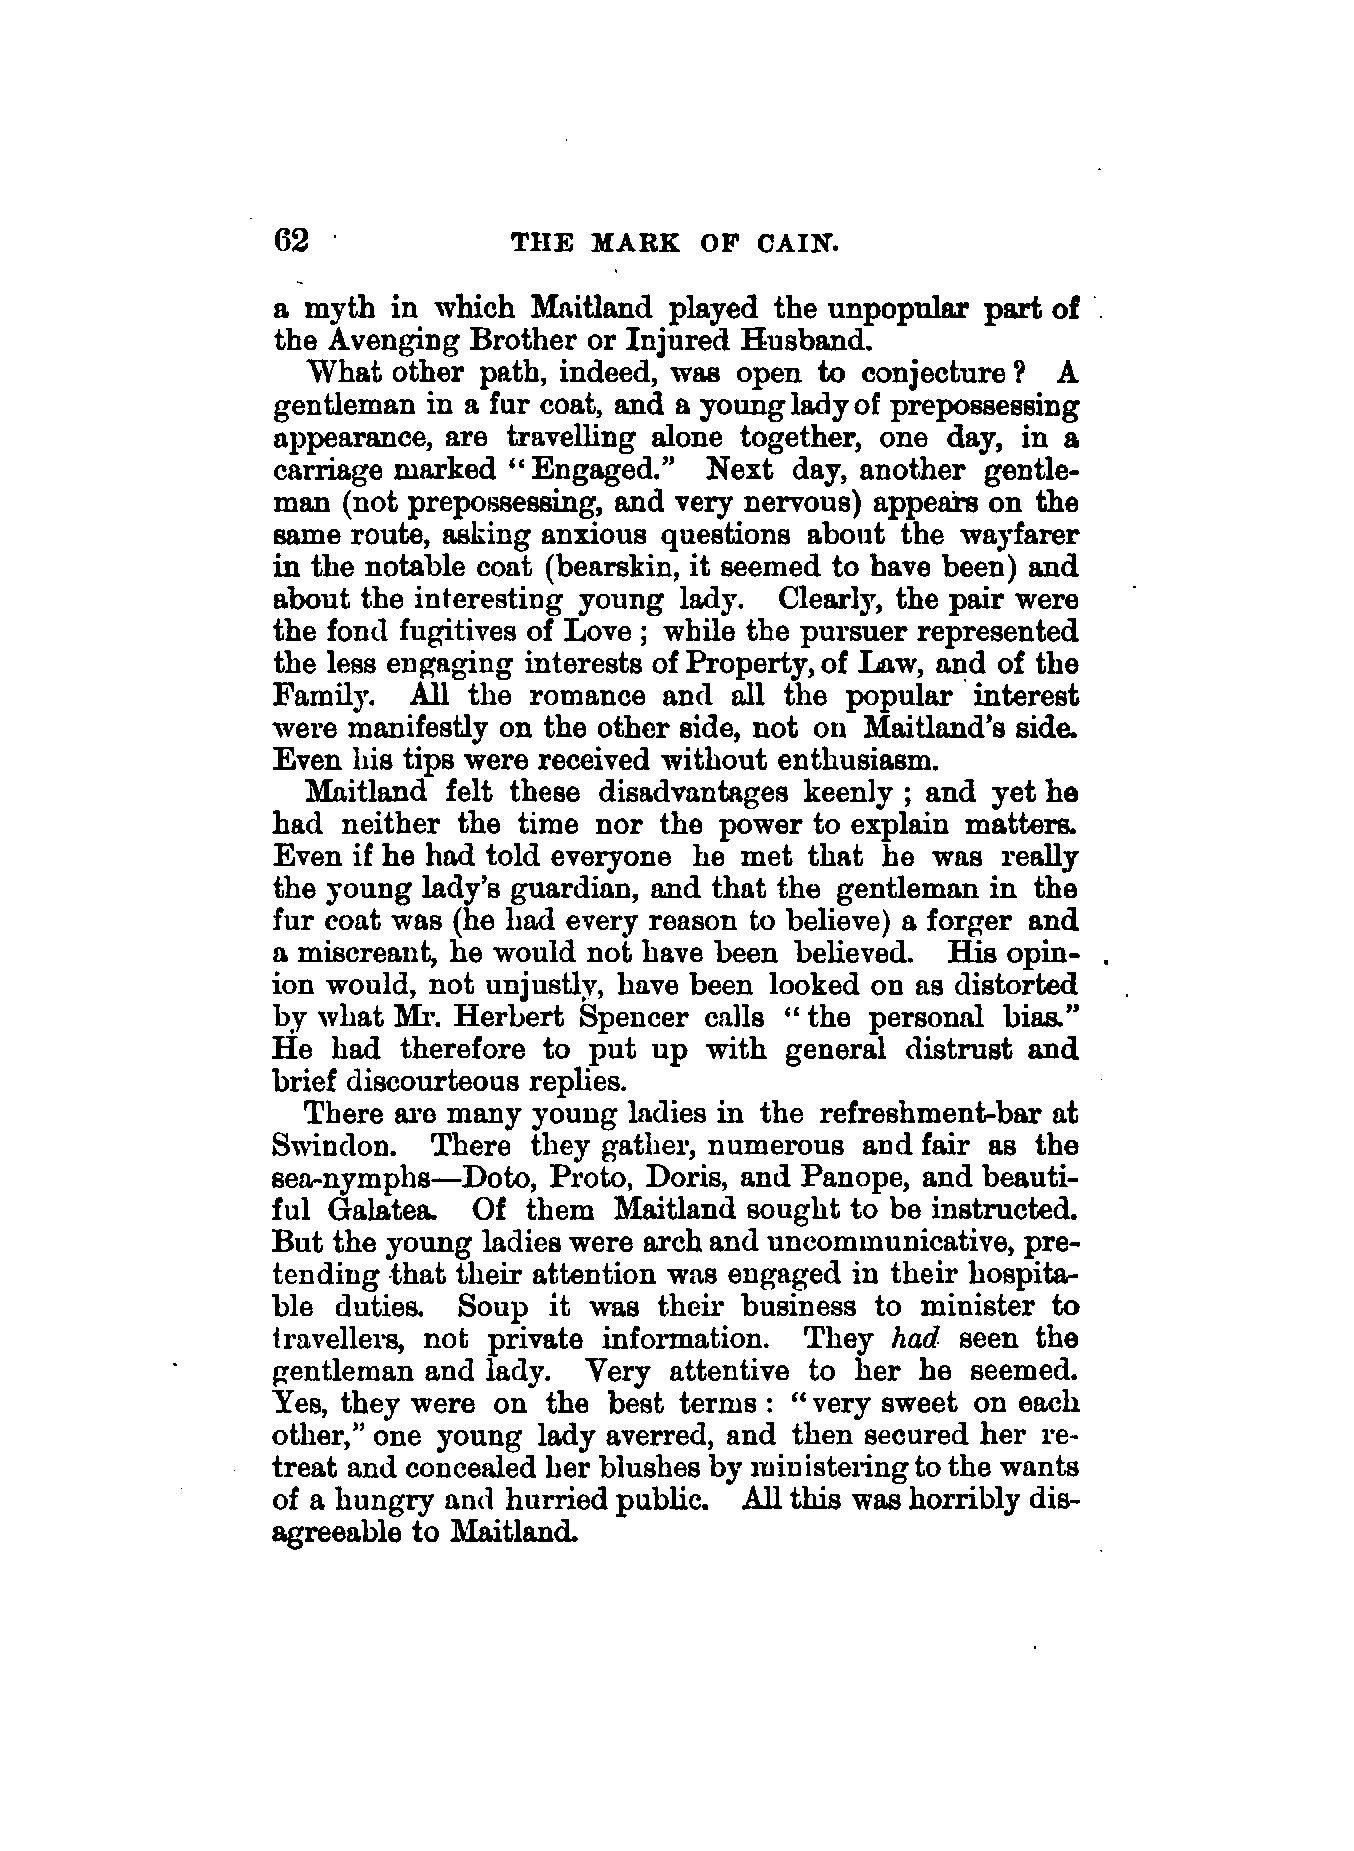 62 THE MARK OF CAIN.
a myth in which Maitland played the unpopular part of
the Avenging Brother or Injured Husband.
What other path, indeed, was open to conjecture? A
gentleman in a fur coat, and a young lady of prepossessing
appearance, are travelling alone together, one day, in a
carriage marked "Engaged." Next day, another gentle-
man (not prepossessing, and very nervous) appears on the
same route, asking anxious questions about the wayfarer
in the notable coat (bearskin, it seemed to have been) and
about the interesting young lady. Clearly, the pair were
the fond fugitives of Love; while the pursuer represented
the less engaging interests of Property, of Law, and of the
Family. All the romance and all the popular interest
were manifestly on the other side, not on Maitland's side.
Even his tips were received without enthusiasm.
Maitland felt these disadvantages keenly; and yet he
had neither the time nor the power to explain matters.
Even if he had told everyone he met that he was really
the young lady's guardian, and that the gentleman in the
fur coat was (he had every reason to believe) a forger and
a miscreant, he would not have been believed. His opin-
ion would, not unjustly, have been looked on as distorted
by what Mr. Herbert Spencer calls "the personal bias."
He had therefore to put up with general distrust and
brief discourteous replies.
There are many young ladies in the refreshment-bar at
Swindon. There they gather, numerous and fair as the
sea-nymphs—Doto, Proto, Doris, and Panope, and beauti-
ful Galatea. Of them Maitland sought to be instructed.
But the young ladies were arch and uncommunicative, pre-
tending that their attention was engaged in their hospita-
ble duties. Soup it was their business to minister to
travellers, not private information. They had seen the
gentleman and lady. Very attentive to her he seemed.
Yes, they were on the best terms: "very sweet on each
other," one young lady averred, and then secured her re-
treat and concealed her blushes by ministering to the wants
of a hungry and hurried public. All this was horribly dis-
agreeable to Maitland.